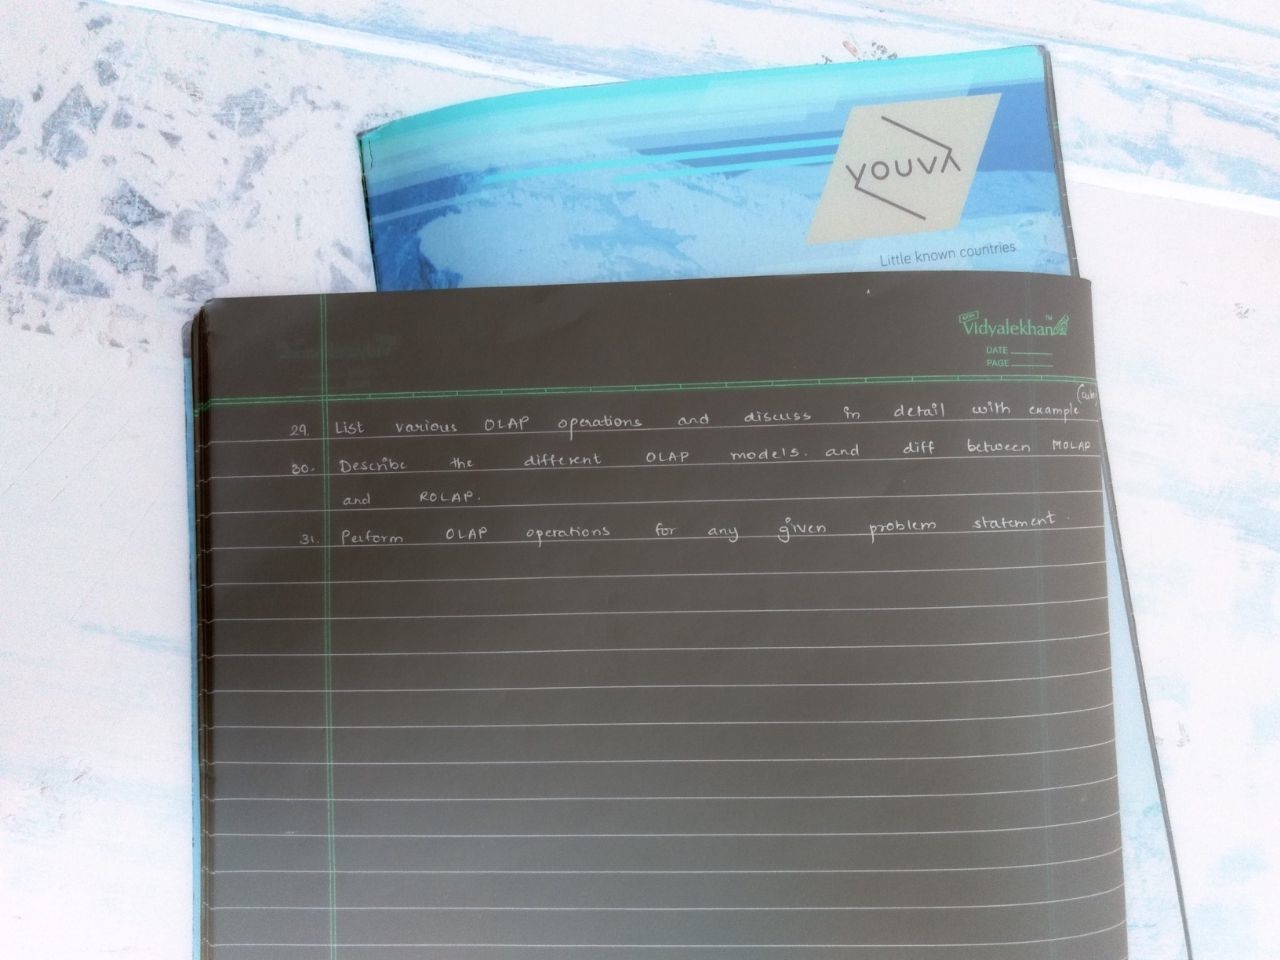 YOUVA
Little known countries
Vidyalekhan™
DATE
PAGE
29. List various OLAP operations and discuss in detail with example
30. Describe the different OLAP models. and diff between MOLAP
and ROLAP.
31. Perform OLAP operations for any given problem statement.